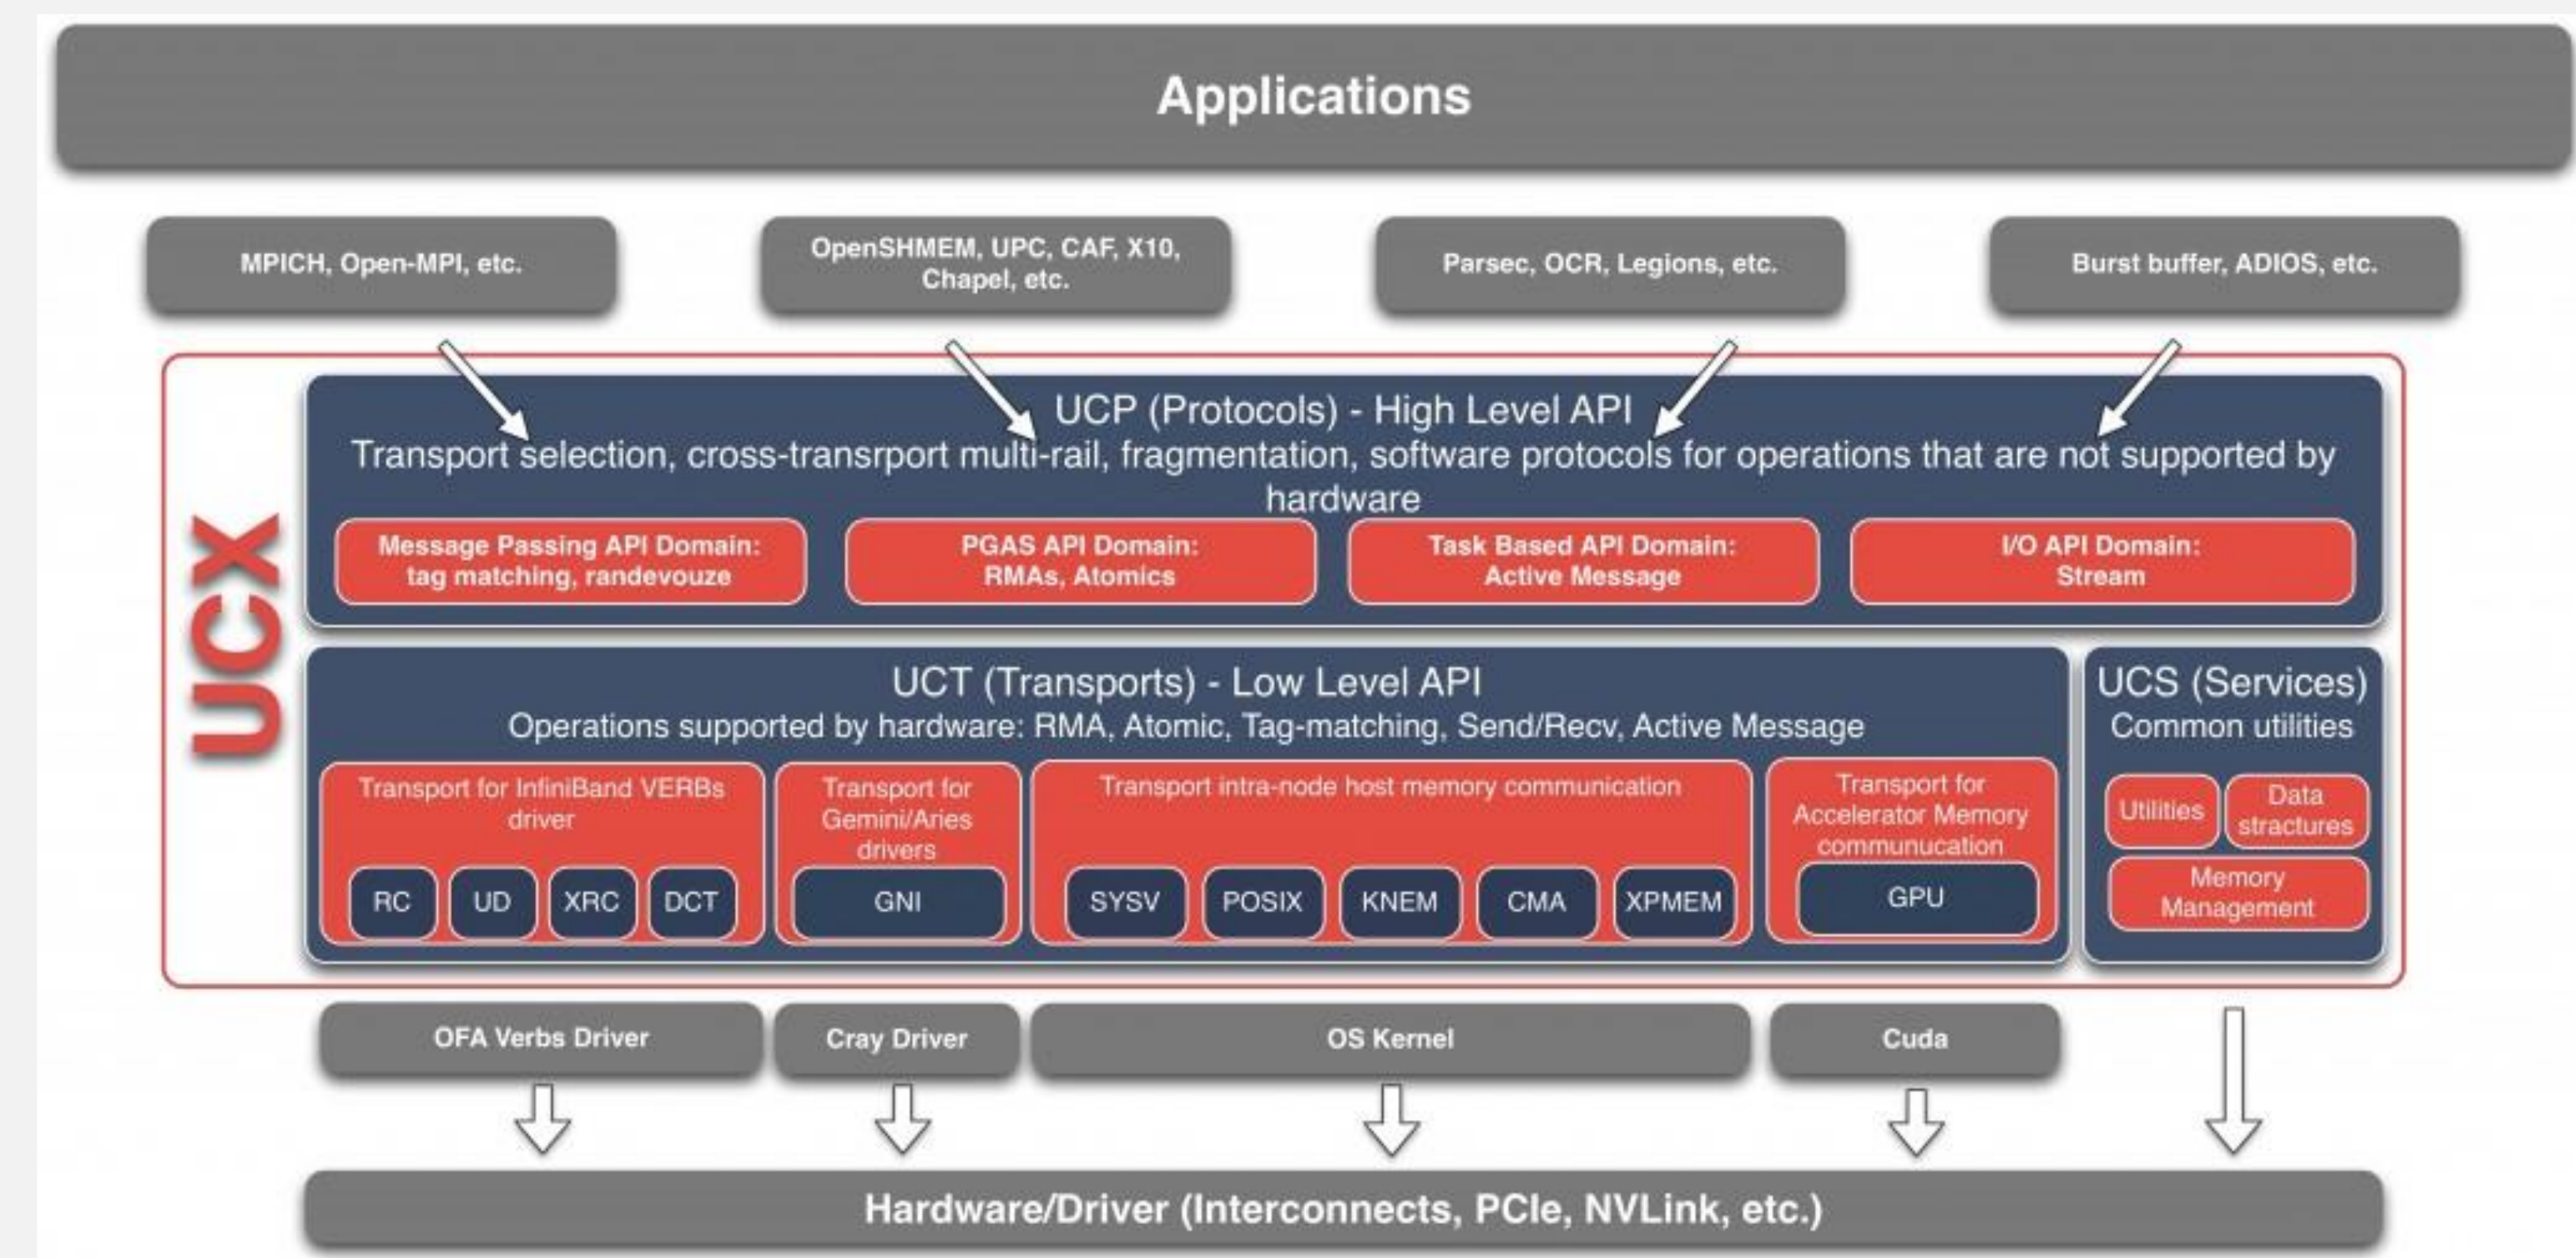 Applications
MPICH, Open-MPI, etc.
OpenSHMEM, UPC, CAF, X10,
Chapel, etc.
Parsec, OCR, Legions, etc.
Burst buffer, ADIOS, etc.
UCX
UCP (Protocols) - High Level API
Transport selection, cross-transrport multi-rail, fragmentation, software protocols for operations that are not supported by
hardware
Message Passing API Domain:
tag matching, randevouze
PGAS API Domain:
RMAs, Atomics
Task Based API Domain:
Active Message
I/O API Domain:
Stream
UCT (Transports) - Low Level API
Operations supported by hardware: RMA, Atomic, Tag-matching, Send/Recv, Active Message
Transport for InfiniBand VERBs
driver
RC
UD
XRC
DCT
Transport for
Gemini/Aries
drivers
GNI
Transport intra-node host memory communication
SYSV
POSIX
KNEM
CMA
XPMEM
Transport for
Accelerator Memory
communucation
GPU
UCS (Services)
Common utilities
Utilities
Data
stractures
Memory
Management
OFA Verbs Driver
Cray Driver
OS Kernel
Cuda
Hardware/Driver (Interconnects, PCIe, NVLink, etc.)